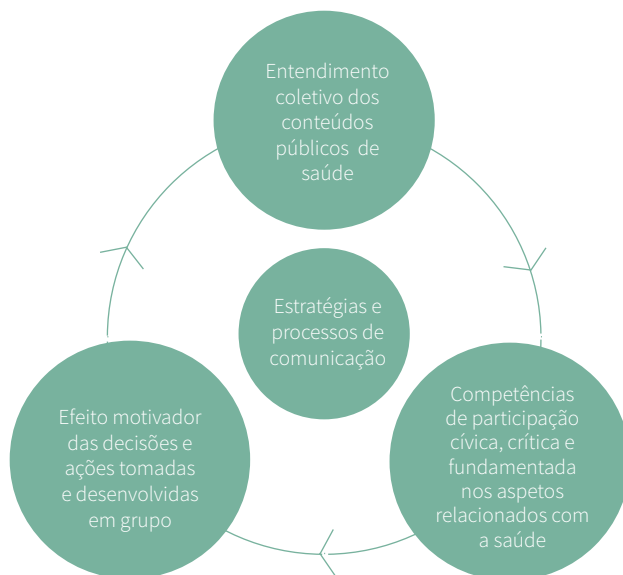 Entendimento
coletivo dos
conteúdos
públicos de
saúde
Estratégias e
processos de
comunicação
Efeito motivador
das decisões e
ações tomadas
e desenvolvidas
em grupo
Competências
de participação
cívica, crítica e
fundamentada
nos aspetos
relacionados com
a saúde